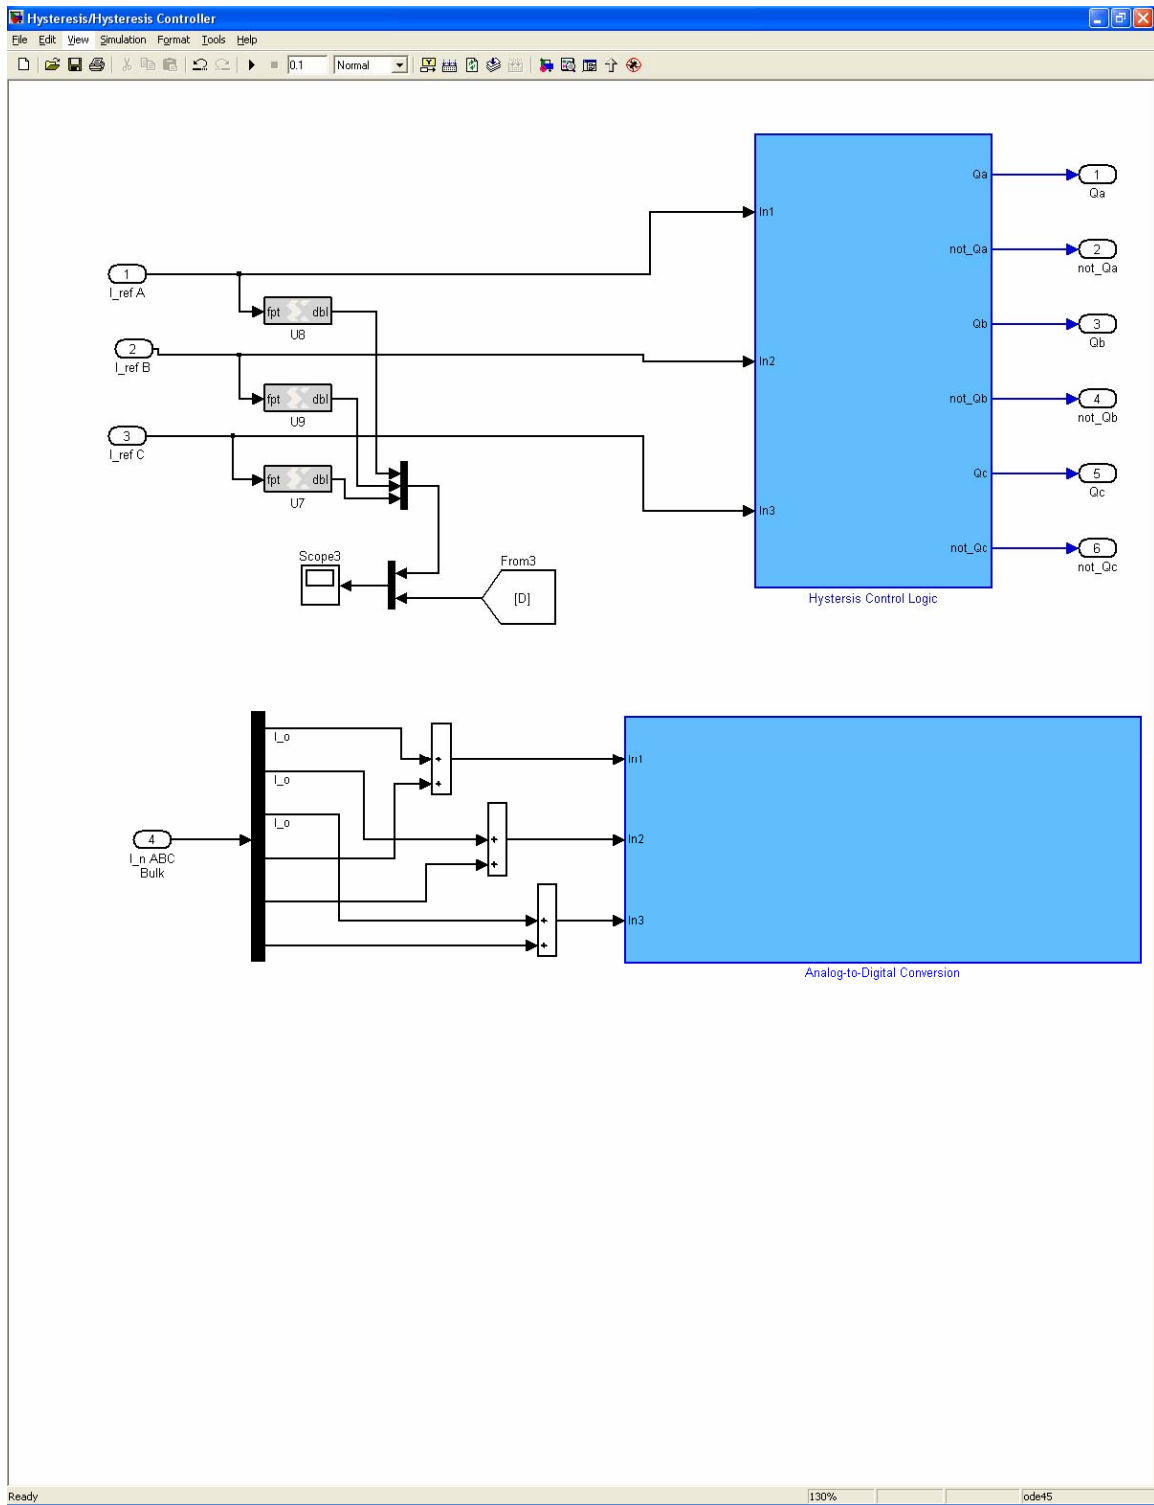 Hysteresis/Hysteresis Controller
File Edit View Simulation Format Tools Help
0.1 Normal
Qa
1
Qa
In1
not_Qa
2
not_Qa
1
I_ref A
fpt dbl
U8
Qb
3
Qb
2
I_ref B
In2
fpt dbl
U9
not_Qb
4
not_Qb
3
I_ref C
fpt dbl
U7
Qc
5
Qc
In3
not_Qc
6
not_Qc
Scope3
From3
[D]
Hystersis Control Logic
I_o
+
In1
I_o
+
I_o
4
I_n ABC
Bulk
+
In2
+
+
In3
+
Analog-to-Digital Conversion
Ready 130% ode45